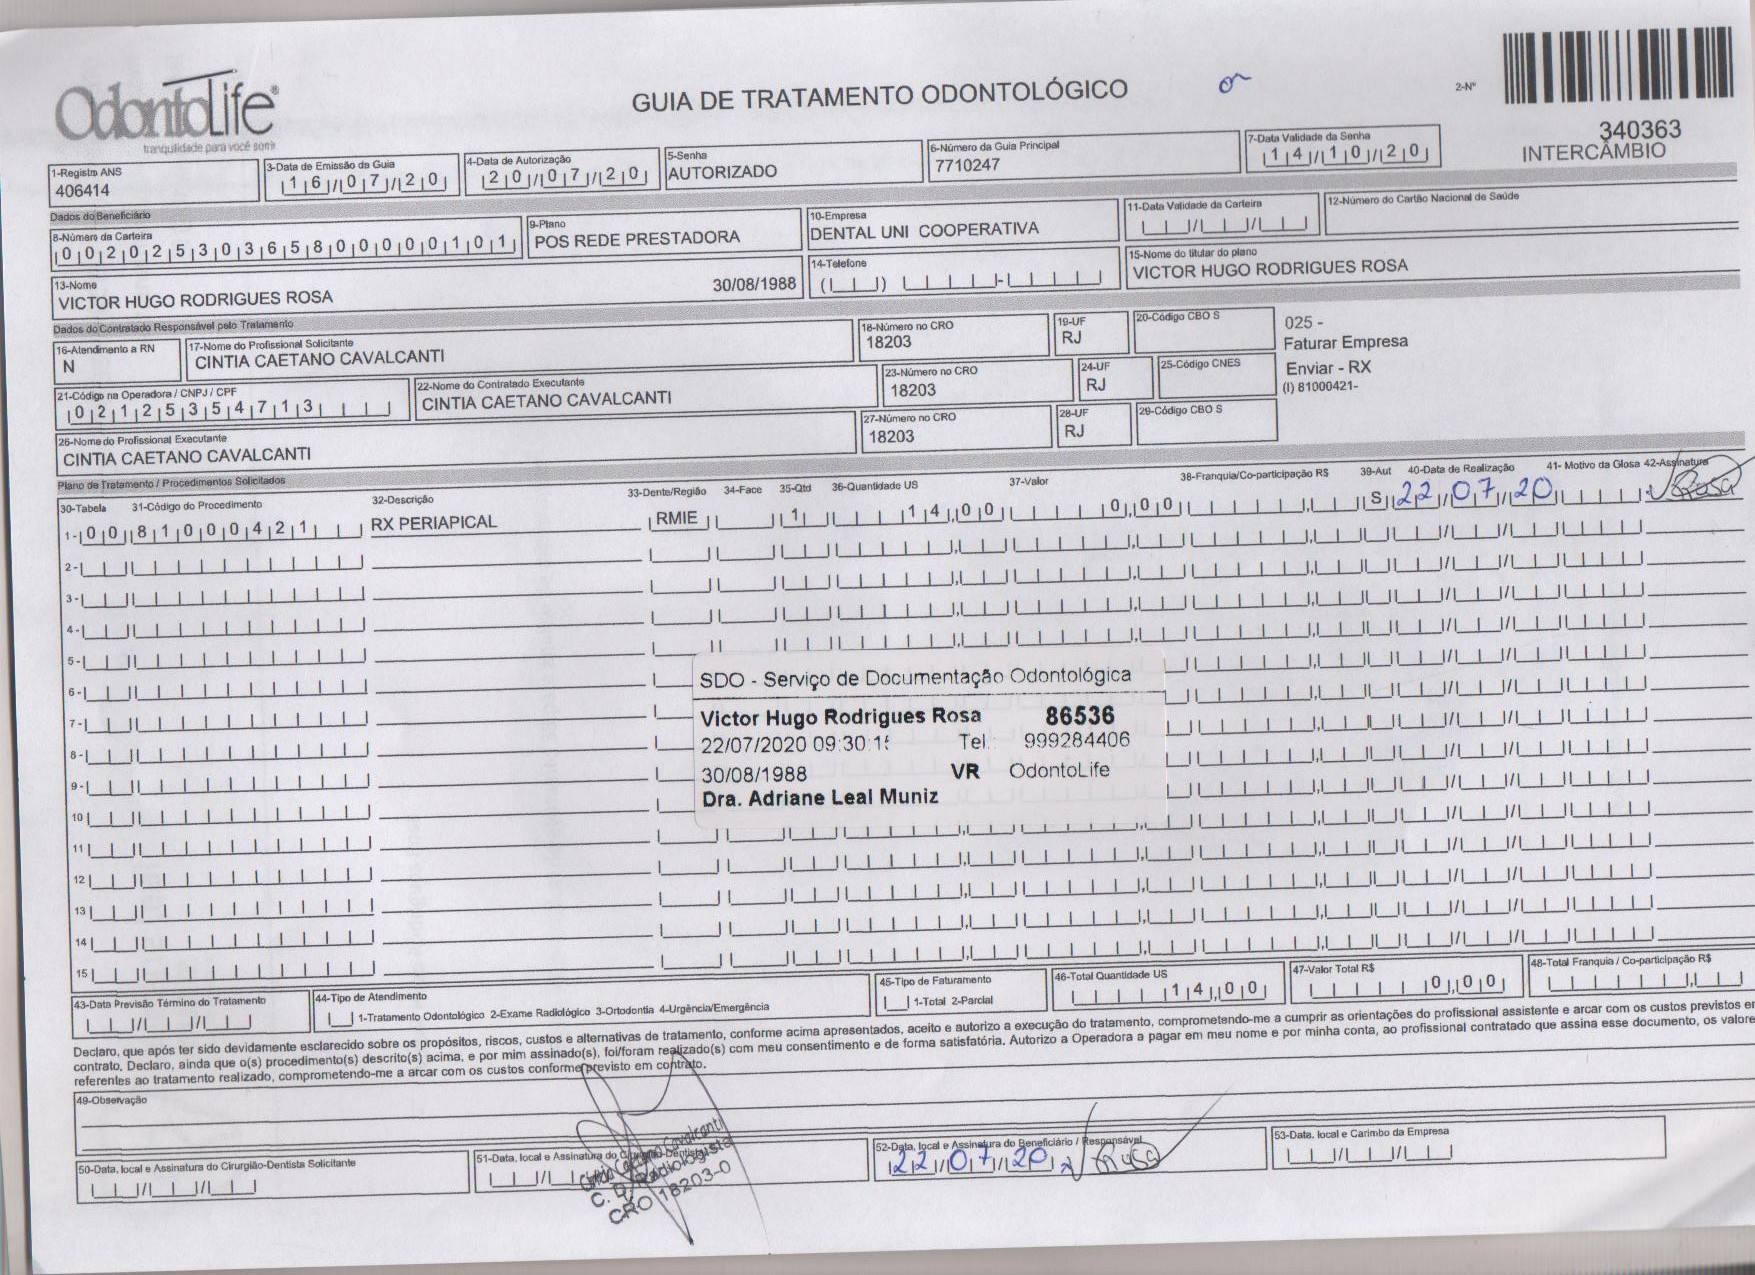 OdontoLife®
tranquilidade para você sorrir
GUIA DE TRATAMENTO ODONTOLÓGICO
2-Nº
340363
INTERCÂMBIO
1-Registro ANS
406414
3-Data de Emissão da Guia
16/07/20
4-Data de Autorização
20/07/20
5-Senha
AUTORIZADO
6-Número da Guia Principal
7710247
7-Data Validade da Senha
14/10/20
Dados do Beneficiário
8-Número da Carteira
00202530365800000101
9-Plano
POS REDE PRESTADORA
10-Empresa
DENTAL UNI COOPERATIVA
11-Data Validade da Carteira
12-Número do Cartão Nacional de Saúde
13-Nome
VICTOR HUGO RODRIGUES ROSA 30/08/1988
14-Telefone
15-Nome do titular do plano
VICTOR HUGO RODRIGUES ROSA
Dados do Contratado Responsável pelo Tratamento
16-Atendimento a RN
N
17-Nome do Profissional Solicitante
CINTIA CAETANO CAVALCANTI
18-Número no CRO
18203
19-UF
RJ
20-Código CBO S
025 -
Faturar Empresa
Enviar - RX
(I) 81000421-
21-Código na Operadora / CNPJ / CPF
02125354713
22-Nome do Contratado Executante
CINTIA CAETANO CAVALCANTI
23-Número no CRO
18203
24-UF
RJ
25-Código CNES
26-Nome do Profissional Executante
CINTIA CAETANO CAVALCANTI
27-Número no CRO
18203
28-UF
RJ
29-Código CBO S
Plano de Tratamento / Procedimentos Solicitados
30-Tabela 31-Código do Procedimento 32-Descrição 33-Dente/Região 34-Face 35-Qtd 36-Quantidade US 37-Valor 38-Franquia/Co-participação R$ 39-Aut 40-Data de Realização 41- Motivo da Glosa 42-Assinatura
1- 00 81000421 RX PERIAPICAL RMIE 1 14,00 0,00 S 22/07/20 Rosa
2-
3-
4-
5-
6-
7-
8-
9-
10
11
12
13
14
15
SDO - Serviço de Documentação Odontológica
Victor Hugo Rodrigues Rosa 86536
22/07/2020 09:30:1 Tel.: 999284406
30/08/1988 VR OdontoLife
Dra. Adriane Leal Muniz
43-Data Previsão Término do Tratamento
44-Tipo de Atendimento
1-Tratamento Odontológico 2-Exame Radiológico 3-Ortodontia 4-Urgência/Emergência
45-Tipo de Faturamento
1-Total 2-Parcial
46-Total Quantidade US
14,00
47-Valor Total R$
0,00
48-Total Franquia / Co-participação R$
Declaro, que após ter sido devidamente esclarecido sobre os propósitos, riscos, custos e alternativas de tratamento, conforme acima apresentados, aceito e autorizo a execução do tratamento, comprometendo-me a cumprir as orientações do profissional assistente e arcar com os custos previstos em
contrato. Declaro, ainda que o(s) procedimento(s) descrito(s) acima, e por mim assinado(s), foi/foram realizado(s) com meu consentimento e de forma satisfatória. Autorizo a Operadora a pagar em meu nome e por minha conta, ao profissional contratado que assina esse documento, os valores
referentes ao tratamento realizado, comprometendo-me a arcar com os custos conforme previsto em contrato.
49-Observação
50-Data, local e Assinatura do Cirurgião-Dentista Solicitante
51-Data, local e Assinatura do Cirurgião-Dentista
Cintia Caetano Cavalcanti
C. D. Radiologista
CRO 18203-0
52-Data, local e Assinatura do Beneficiário / Responsável
22/07/20
53-Data, local e Carimbo da Empresa